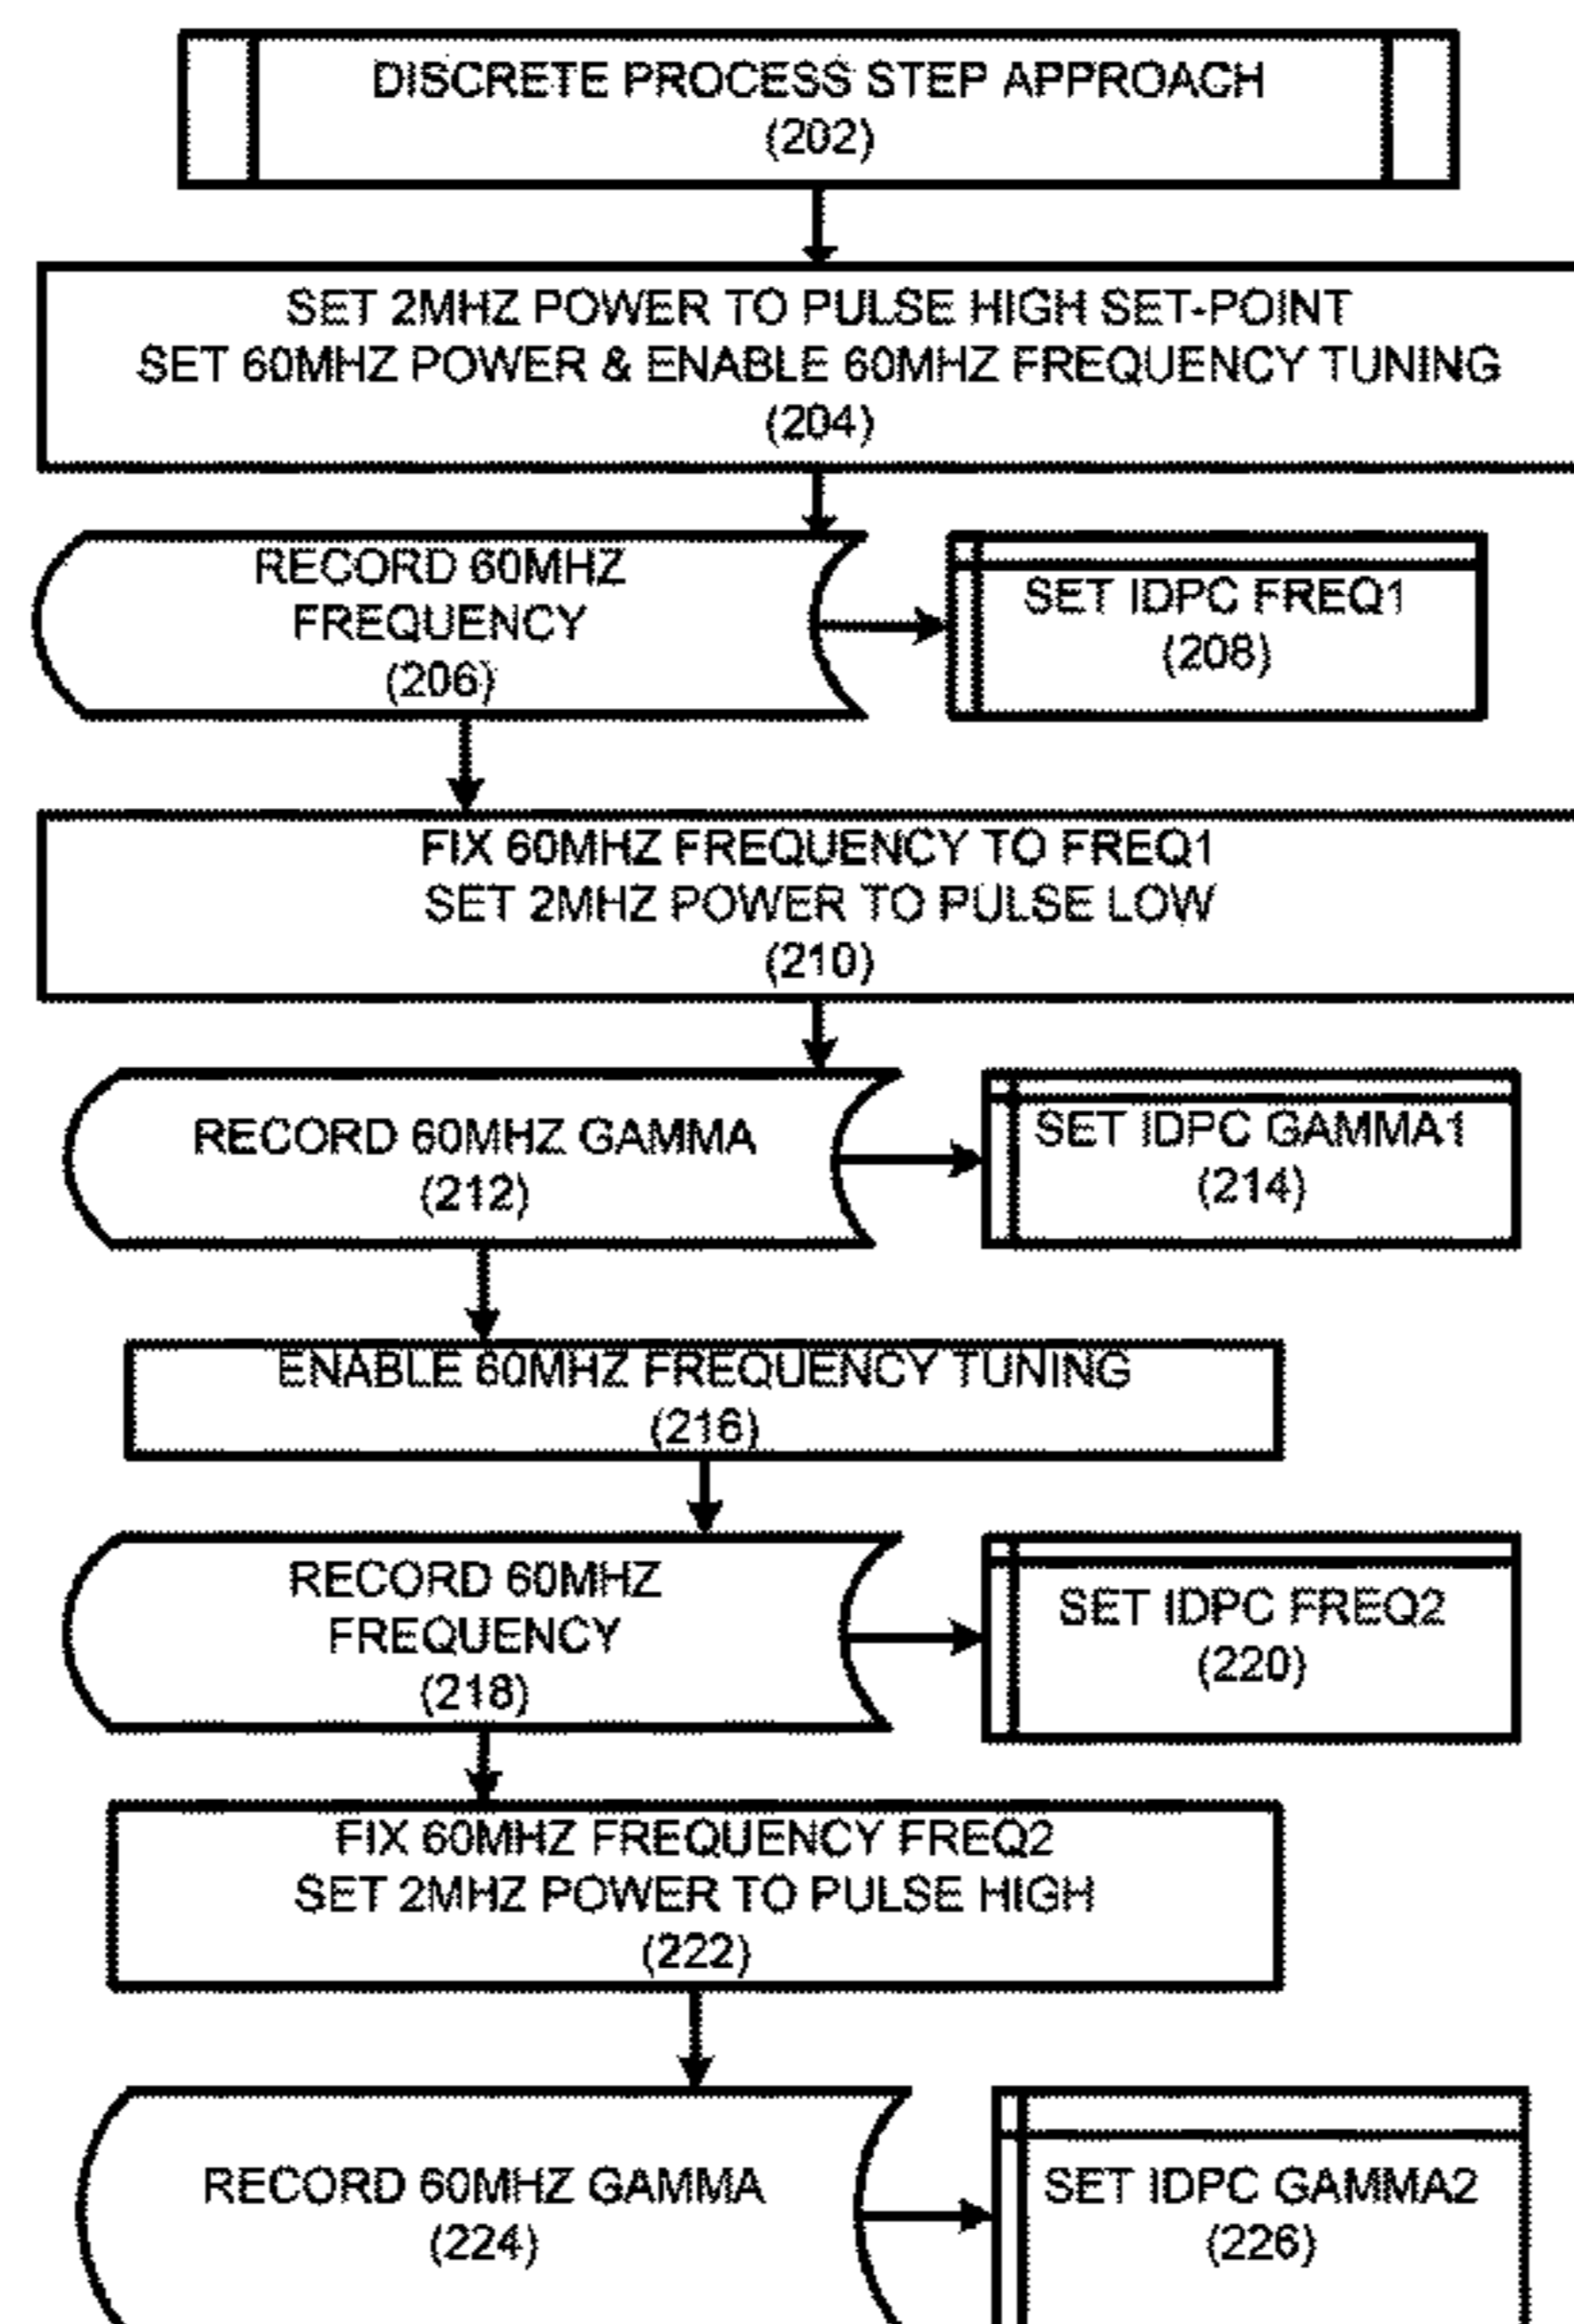 DISCRETE PROCESS STEP APPROACH
(202)
SET 2MHZ POWER TO PULSE HIGH SET-POINT
SET 60MHZ POWER & ENABLE 60MHZ FREQUENCY TUNING
(204)
RECORD 60MHZ
FREQUENCY
(206)
SET IDPC FREQ1
(208)
FIX 60MHZ FREQUENCY TO FREQ1
SET 2MHZ POWER TO PULSE LOW
(210)
RECORD 60MHZ GAMMA
(212)
SET IDPC GAMMA1
(214)
ENABLE 60MHZ FREQUENCY TUNING
(216)
RECORD 60MHZ
FREQUENCY
(218)
SET IDPC FREQ2
(220)
FIX 60MHZ FREQUENCY FREQ2
SET 2MHZ POWER TO PULSE HIGH
(222)
RECORD 60MHZ GAMMA
(224)
SET IDPC GAMMA2
(226)